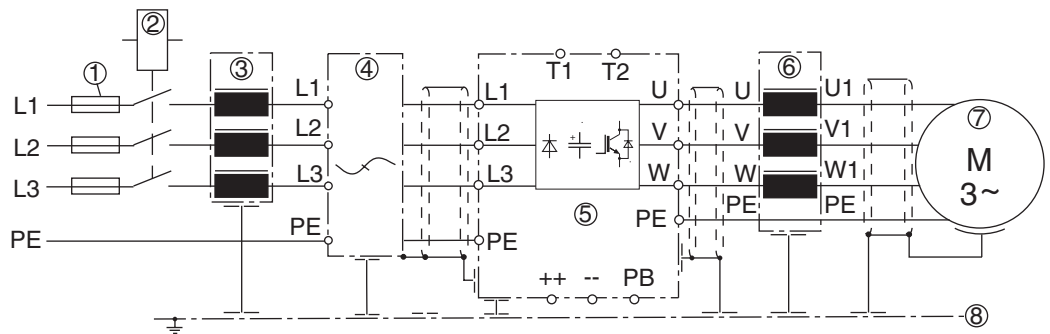 ② ③ ④ T1 T2 ⑥
① L1 L1 L1 U U U1 ⑦
L2 L2 L2 V V V1 M
L3 L3 L3 W W W1 3~
⑤
PE PE PE PE PE PE
++ -- PB
⑧